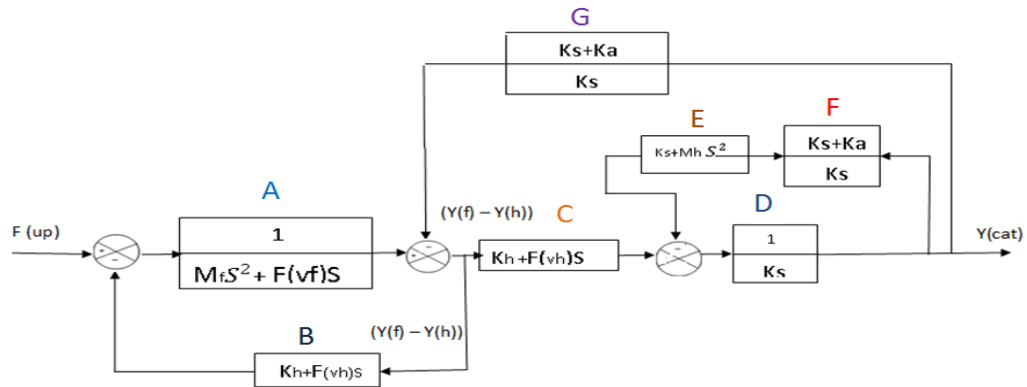 G
Ks+Ka
Ks
E
F
Ks+Mh S²
Ks+Ka
Ks
A
(Y(f) – Y(h))
C
D
F (up)
1
MfS² + F(vf)S
Kh +F(vh)S
1
Ks
Y(cat)
B
(Y(f) – Y(h))
Kh+F(vh)S